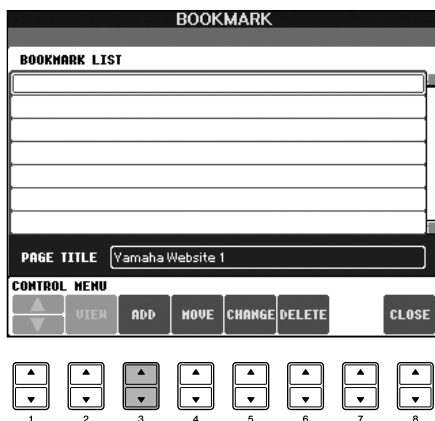 BOOKMARK
BOOKMARK LIST
PAGE TITLE Yamaha Website 1
CONTROL MENU
VIEW ADD MOVE CHANGE DELETE CLOSE
1 2 3 4 5 6 7 8